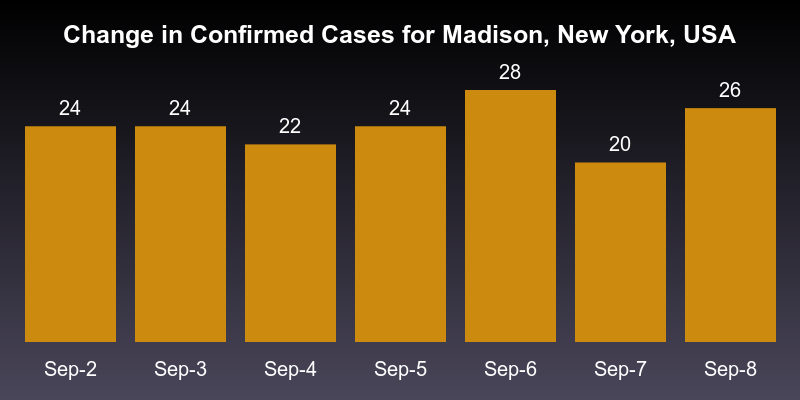 Change in Confirmed Cases for Madison, New York, USA
28
26
24
24
24
22
20
Sep-2
Sep-3
Sep-4
Sep-5
Sep-6
Sep-7
Sep-8